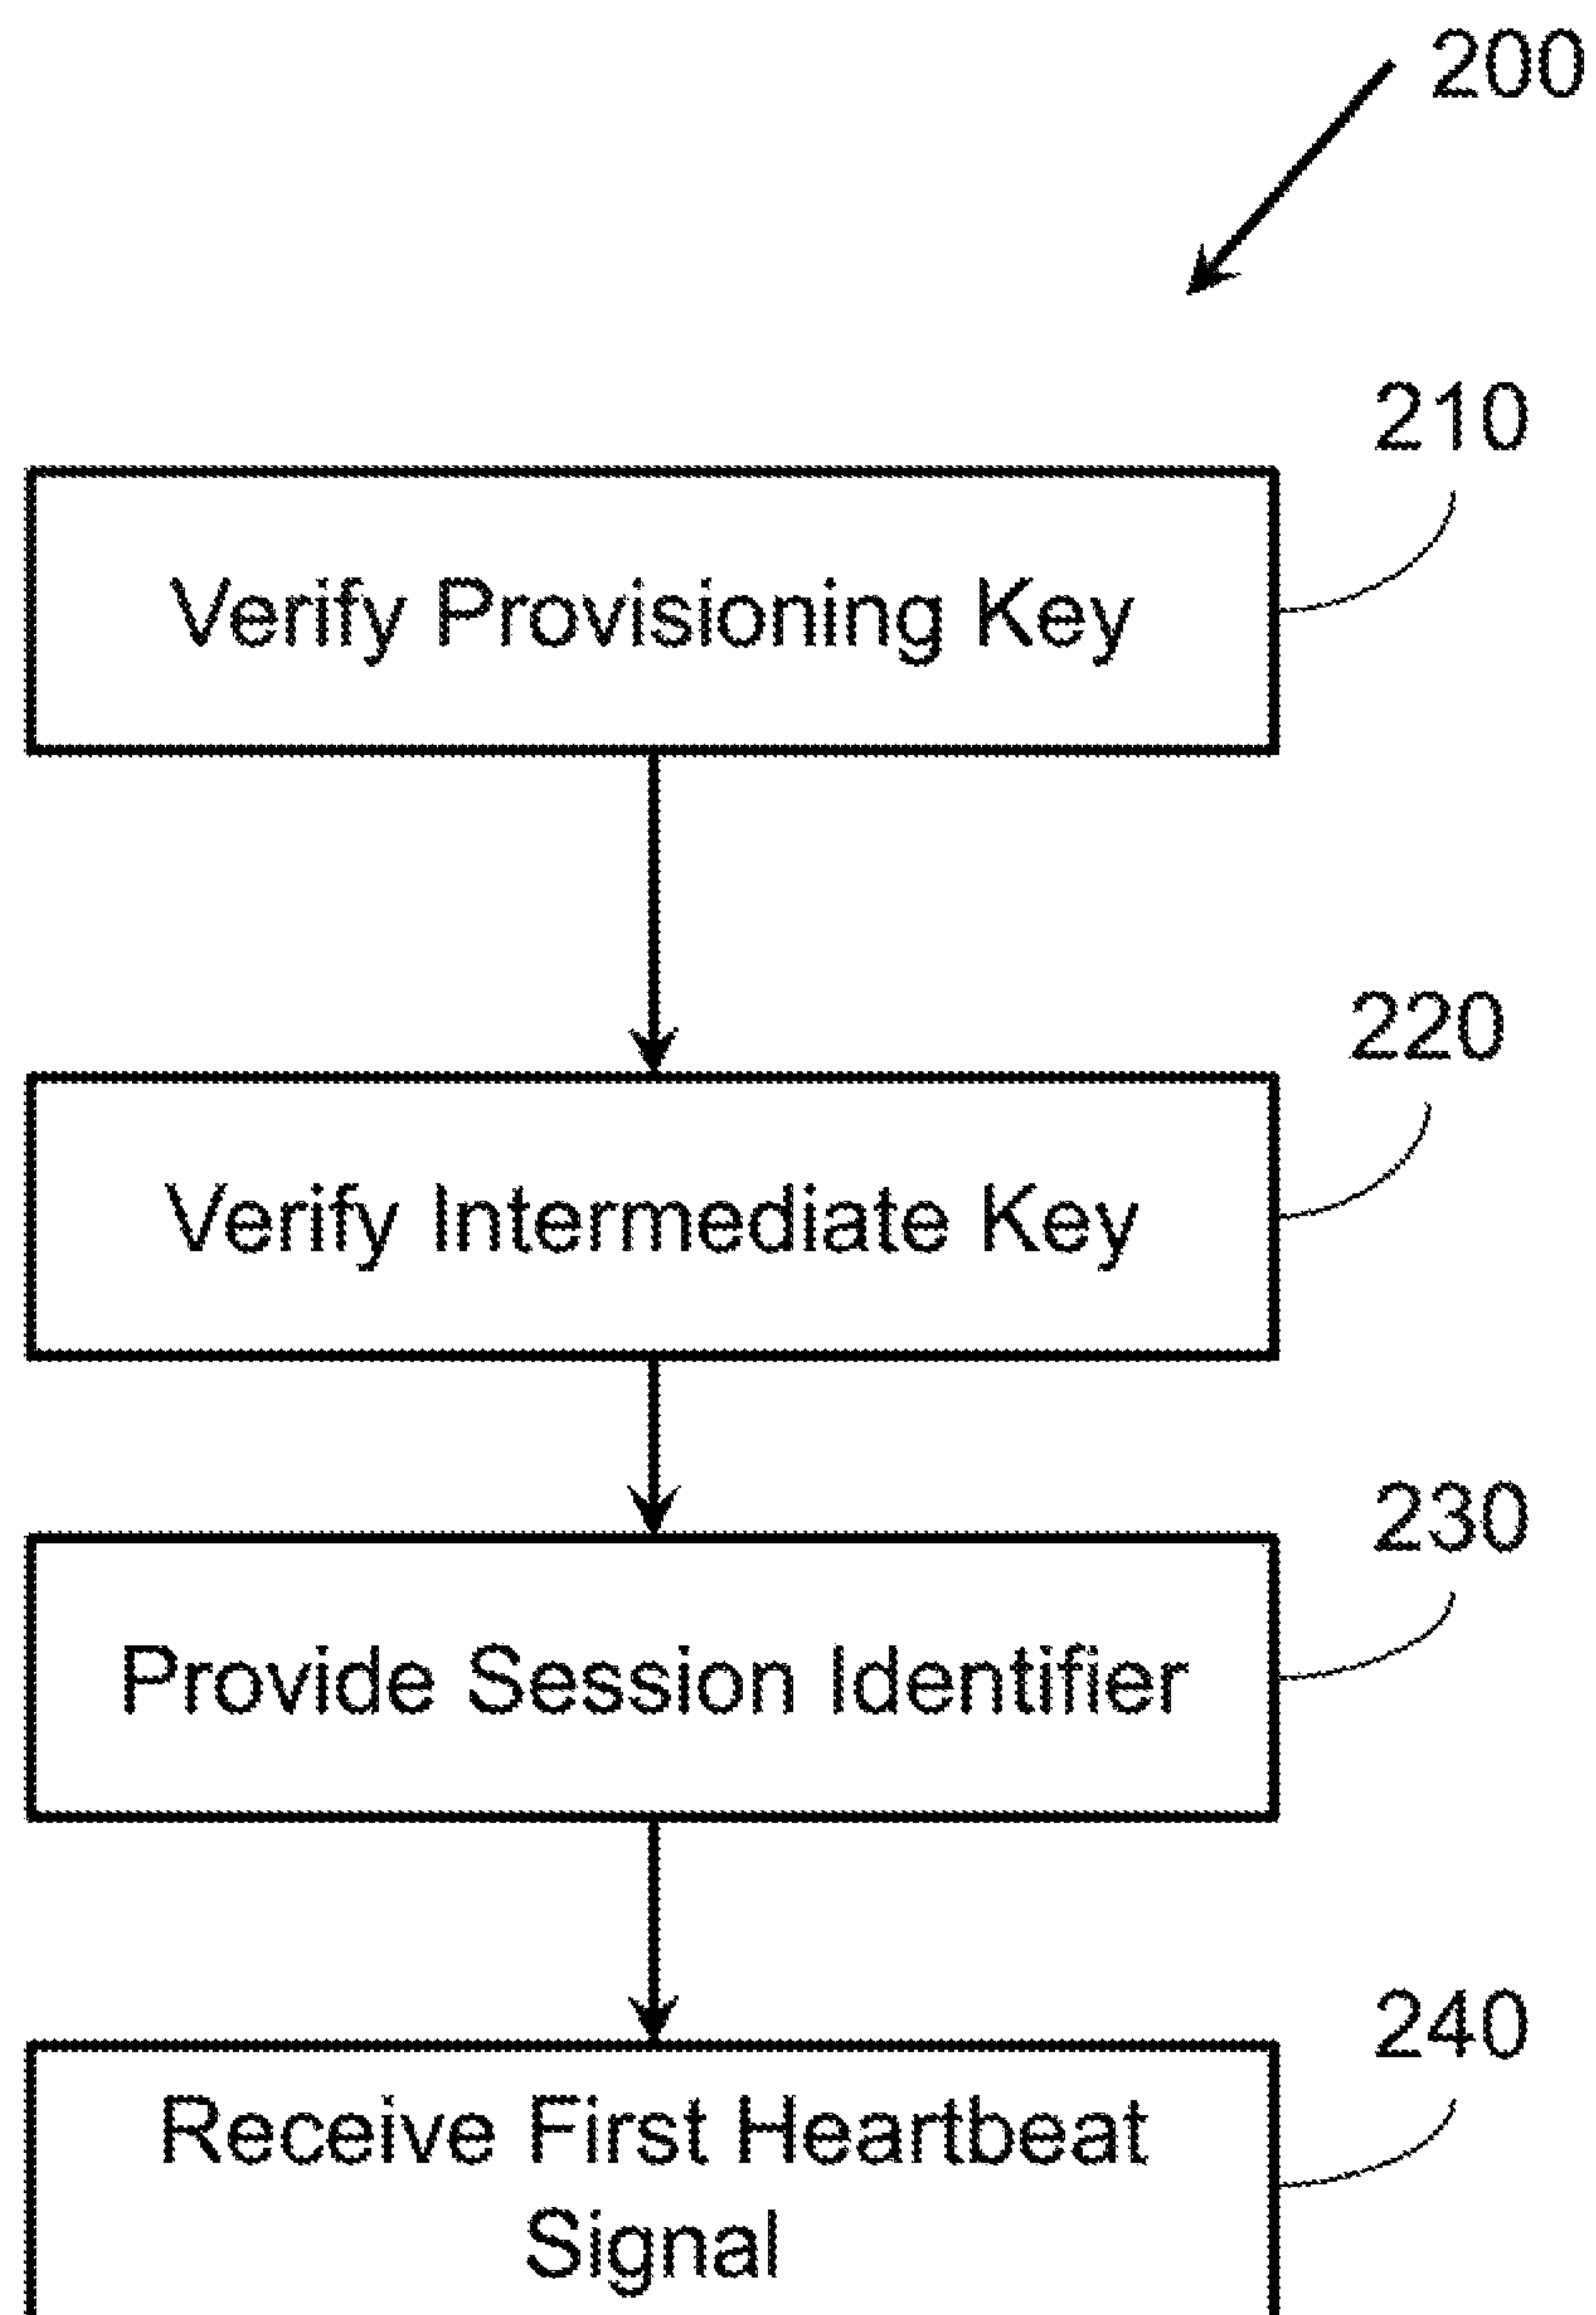 200
210
Verify Provisioning Key
220
Verify Intermediate Key
230
Provide Session Identifier
240
Receive First Heartbeat
Signal